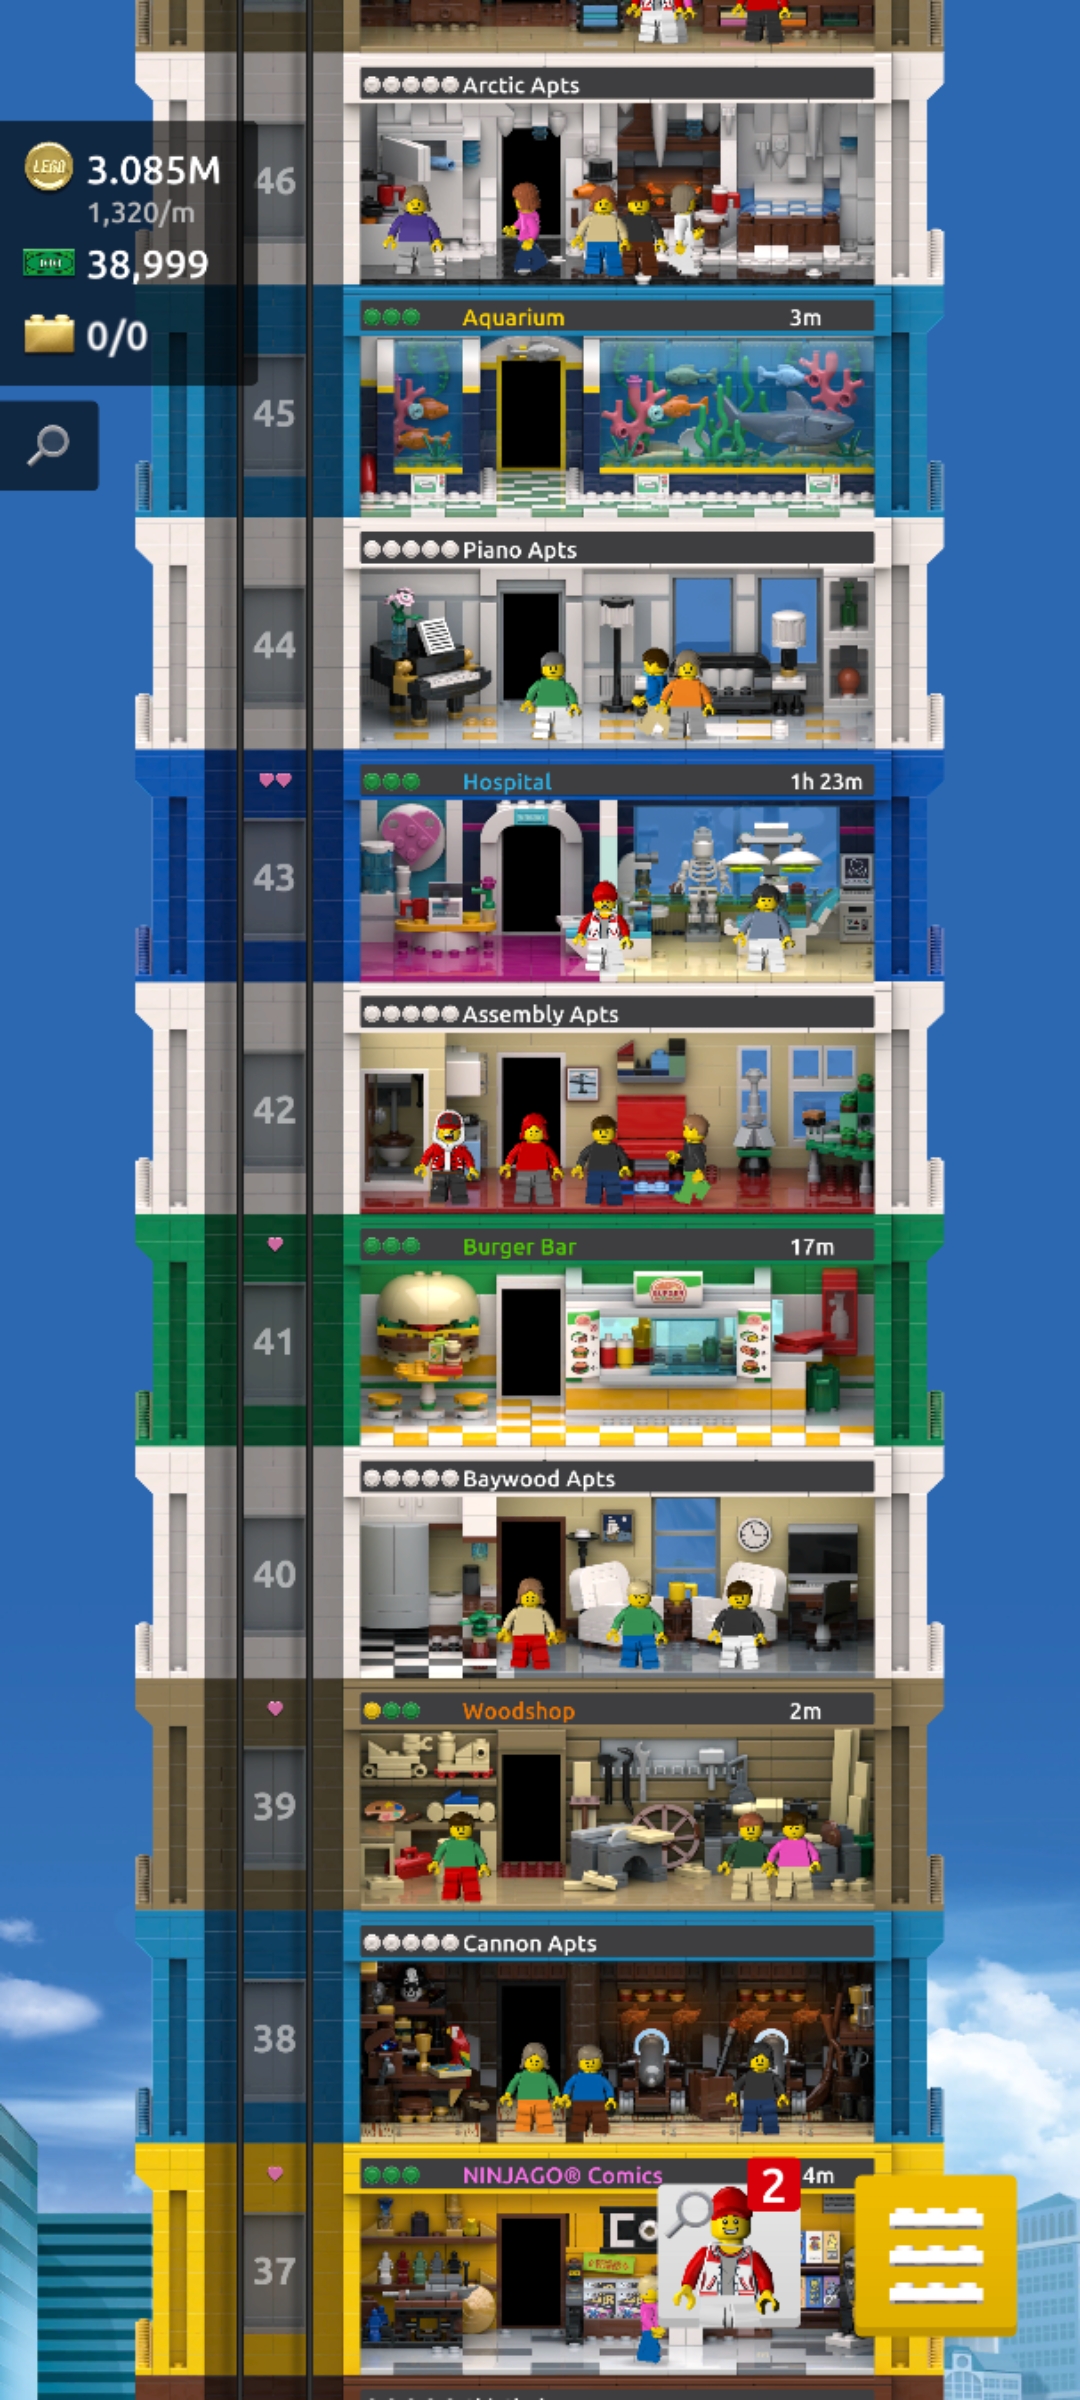 Arctic Apts
LEGO
3.085M
46
1,320/m
38,999
Aquarium 3m
0/0
45
Piano Apts
44
Hospital 1h 23m
43
Assembly Apts
42
Burger Bar 17m
BURGER
41
Baywood Apts
40
Woodshop 2m
39
Cannon Apts
38
NINJAGO® Comics 4m
2
Co
37